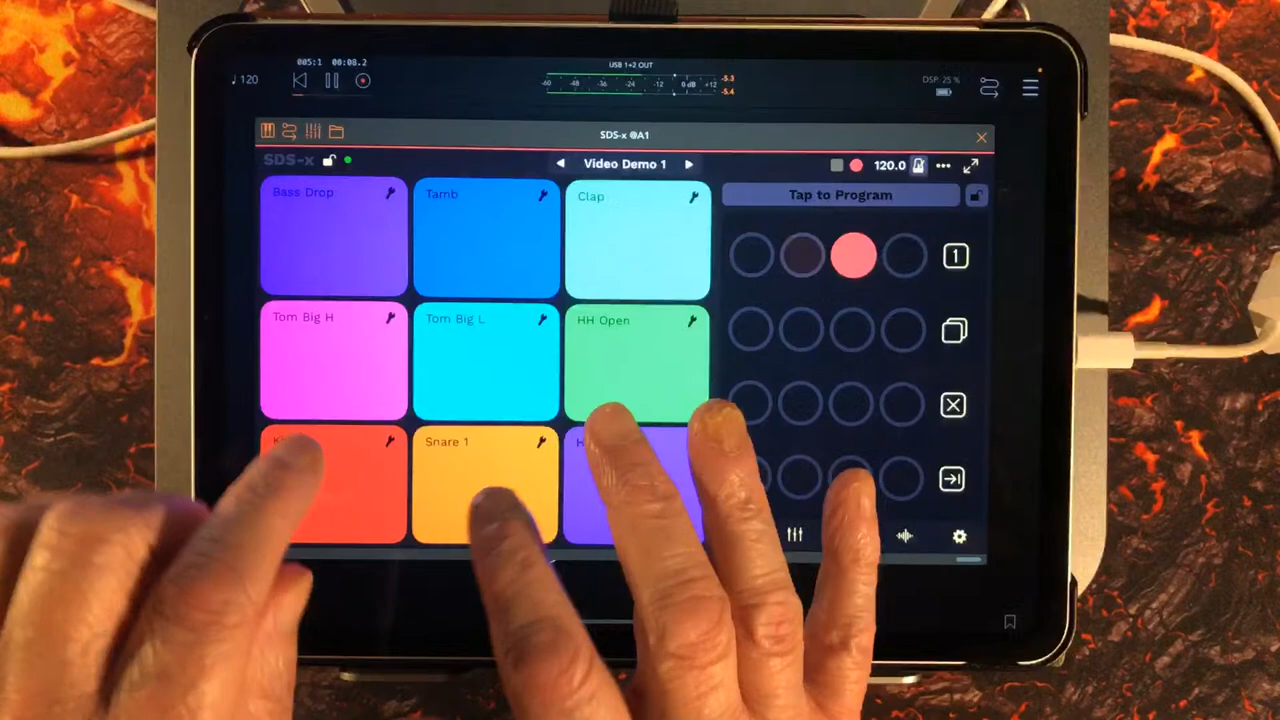 ♩ 120
005:1 00:08.2
USB 1+2 OUT
-60 -48 -36 -24 -12 0 dB +12
-5.3
-5.4
DSP: 25 %
SDS-x @A1
SDS-x
Video Demo 1
120.0
Bass Drop
Tamb
Clap
Tap to Program
1
Tom Big H
Tom Big L
HH Open
Snare 1